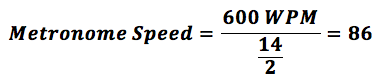 Metronome Speed = 600 WPM / 14 / 2 = 86